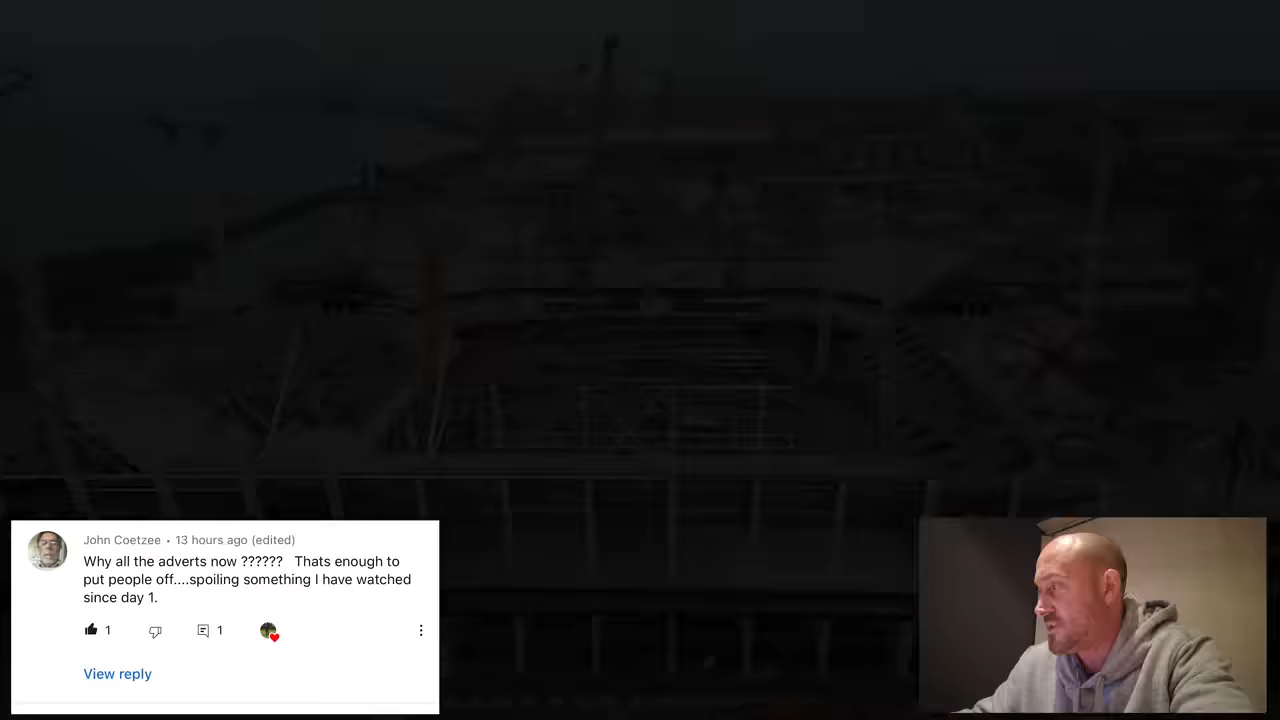 John Coetzee • 13 hours ago (edited)
Why all the adverts now ??????   Thats enough to
put people off....spoiling something I have watched
since day 1.
1 1
View reply